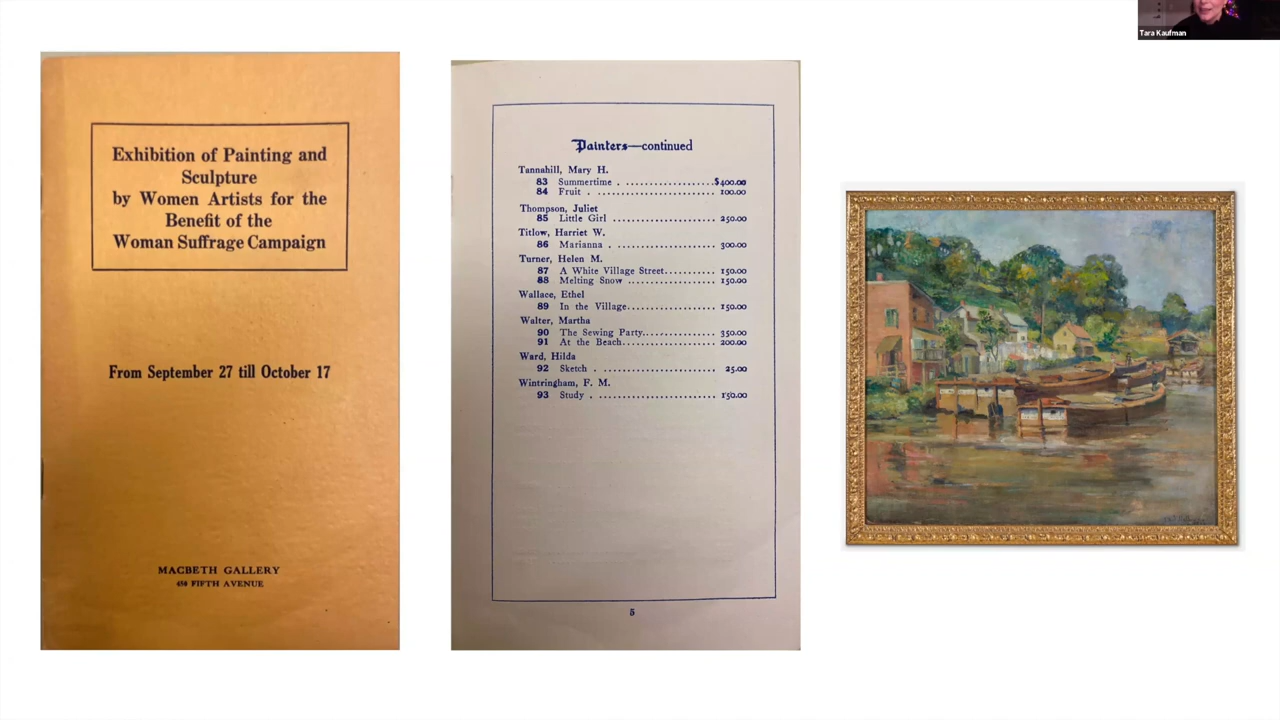 Tara Kaufman
Exhibition of Painting and
Sculpture
by Women Artists for the
Benefit of the
Woman Suffrage Campaign
From September 27 till October 17
MACBETH GALLERY
450 FIFTH AVENUE
Painters—continued
Tannahill, Mary H.
83 Summertime . ................$400.00
84 Fruit . ...................... 100.00
Thompson, Juliet
85 Little Girl .................. 250.00
Titlow, Harriet W.
86 Marianna . .................. 300.00
Turner, Helen M.
87 A White Village Street.......... 150.00
88 Melting Snow ................ 150.00
Wallace, Ethel
89 In the Village................ 150.00
Walter, Martha
90 The Sewing Party.............. 350.00
91 At the Beach.................. 200.00
Ward, Hilda
92 Sketch . .................... 25.00
Wintringham, F. M.
93 Study . ..................... 150.00
5